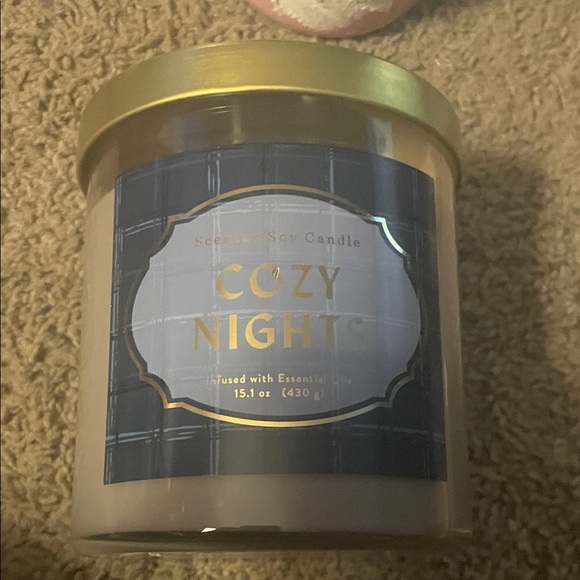 Scented Soy Candle
COZY
NIGHTS
Infused with Essential Oils
15.1 oz (430 g)